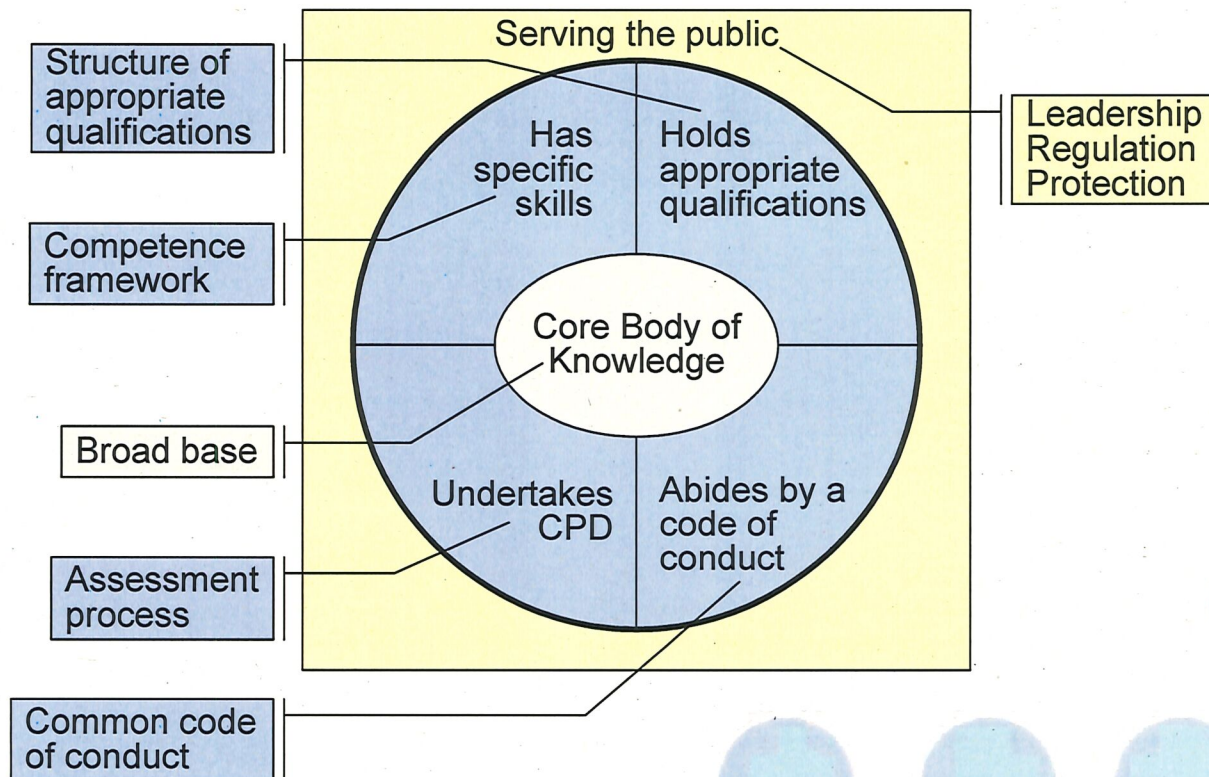 Serving the public
Structure of
appropriate
qualifications
Leadership
Regulation
Protection
Has
specific
skills
Holds
appropriate
qualifications
Competence
framework
Core Body of
Knowledge
Broad base
Undertakes
CPD
Abides by a
code of
conduct
Assessment
process
Common code
of conduct